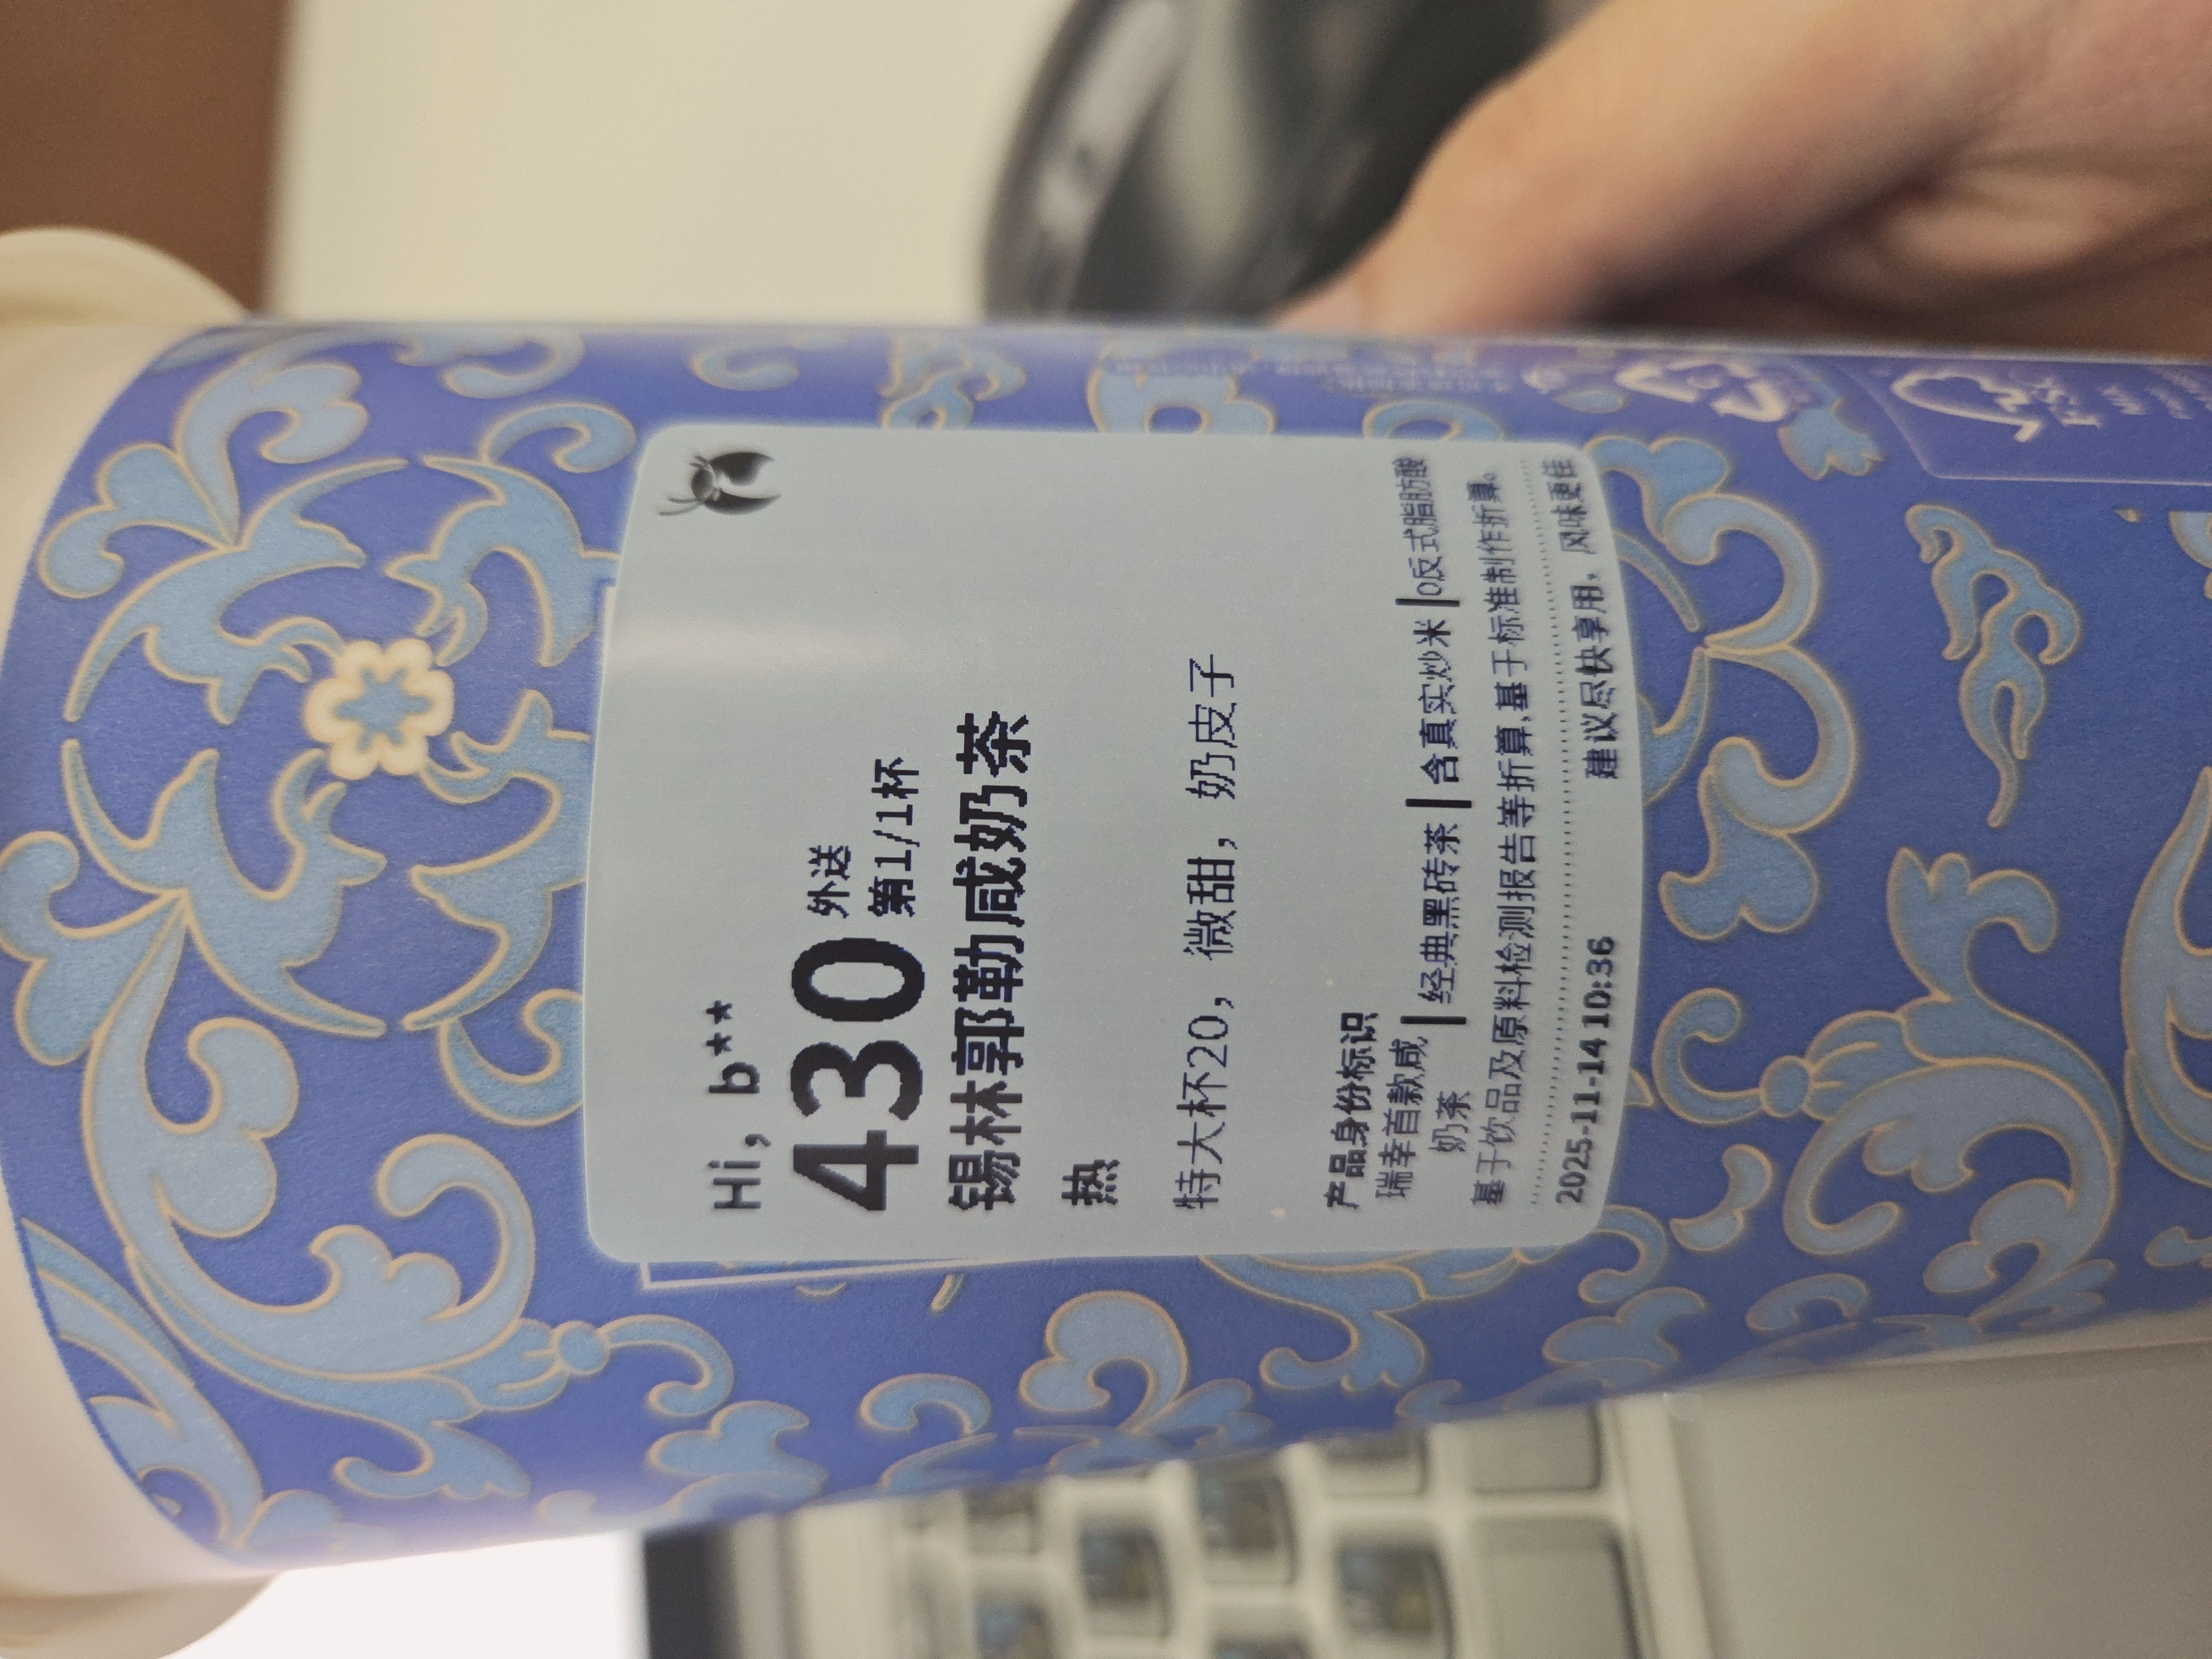 Hi, b**
430 外送
第1/1杯
锡林郭勒咸奶茶
热
特大杯20, 微甜, 奶皮子
产品身份标识
瑞幸首款咸奶茶 | 经典黑砖茶 | 含真实炒米 | 0反式脂肪酸
基于饮品及原料检测报告等折算,基于标准制作折算。
2025-11-14 10:36 建议尽快享用, 风味更佳
FSC